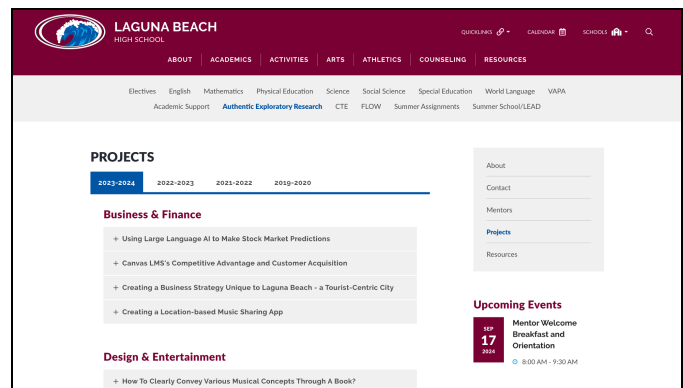 LAGUNA BEACH
HIGH SCHOOL
QUICKLINKS
CALENDAR
SCHOOLS
ABOUT
ACADEMICS
ACTIVITIES
ARTS
ATHLETICS
COUNSELING
RESOURCES
Electives English Mathematics Physical Education Science Social Science Special Education World Language VAPA
Academic Support Authentic Exploratory Research CTE FLOW Summer Assignments Summer School/LEAD
PROJECTS
2023-2024 2022-2023 2021-2022 2019-2020
Business & Finance
+ Using Large Language AI to Make Stock Market Predictions
+ Canvas LMS's Competitive Advantage and Customer Acquisition
+ Creating a Business Strategy Unique to Laguna Beach - a Tourist-Centric City
+ Creating a Location-based Music Sharing App
Design & Entertainment
+ How To Clearly Convey Various Musical Concepts Through A Book?
About
Contact
Mentors
Projects
Resources
Upcoming Events
SEP
17
2024
Mentor Welcome
Breakfast and
Orientation
8:00 AM - 9:30 AM